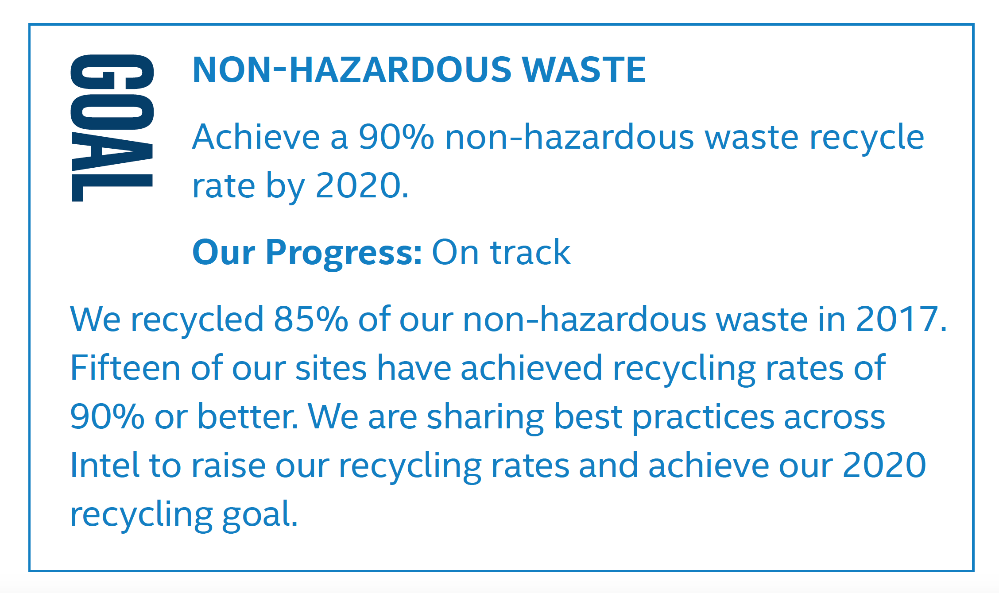 GOAL
NON-HAZARDOUS WASTE
Achieve a 90% non-hazardous waste recycle
rate by 2020.
Our Progress: On track
We recycled 85% of our non-hazardous waste in 2017.
Fifteen of our sites have achieved recycling rates of
90% or better. We are sharing best practices across
Intel to raise our recycling rates and achieve our 2020
recycling goal.